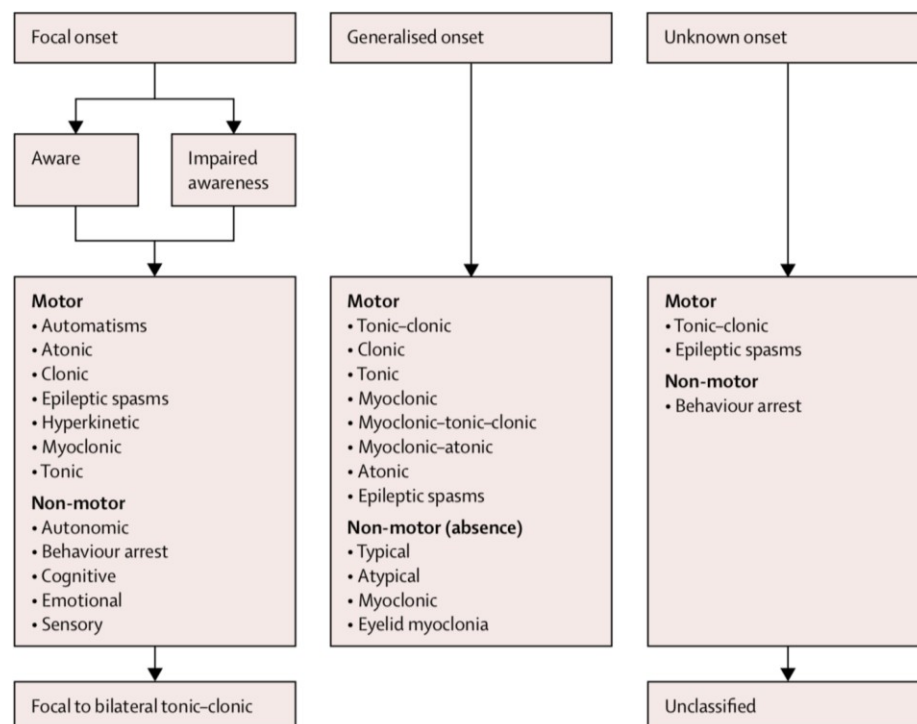 Focal onset
Aware
Impaired
awareness
Motor
• Automatisms
• Atonic
• Clonic
• Epileptic spasms
• Hyperkinetic
• Myoclonic
• Tonic
Non-motor
• Autonomic
• Behaviour arrest
• Cognitive
• Emotional
• Sensory
Focal to bilateral tonic–clonic
Generalised onset
Motor
• Tonic–clonic
• Clonic
• Tonic
• Myoclonic
• Myoclonic–tonic–clonic
• Myoclonic–atonic
• Atonic
• Epileptic spasms
Non-motor (absence)
• Typical
• Atypical
• Myoclonic
• Eyelid myoclonia
Unknown onset
Motor
• Tonic–clonic
• Epileptic spasms
Non-motor
• Behaviour arrest
Unclassified